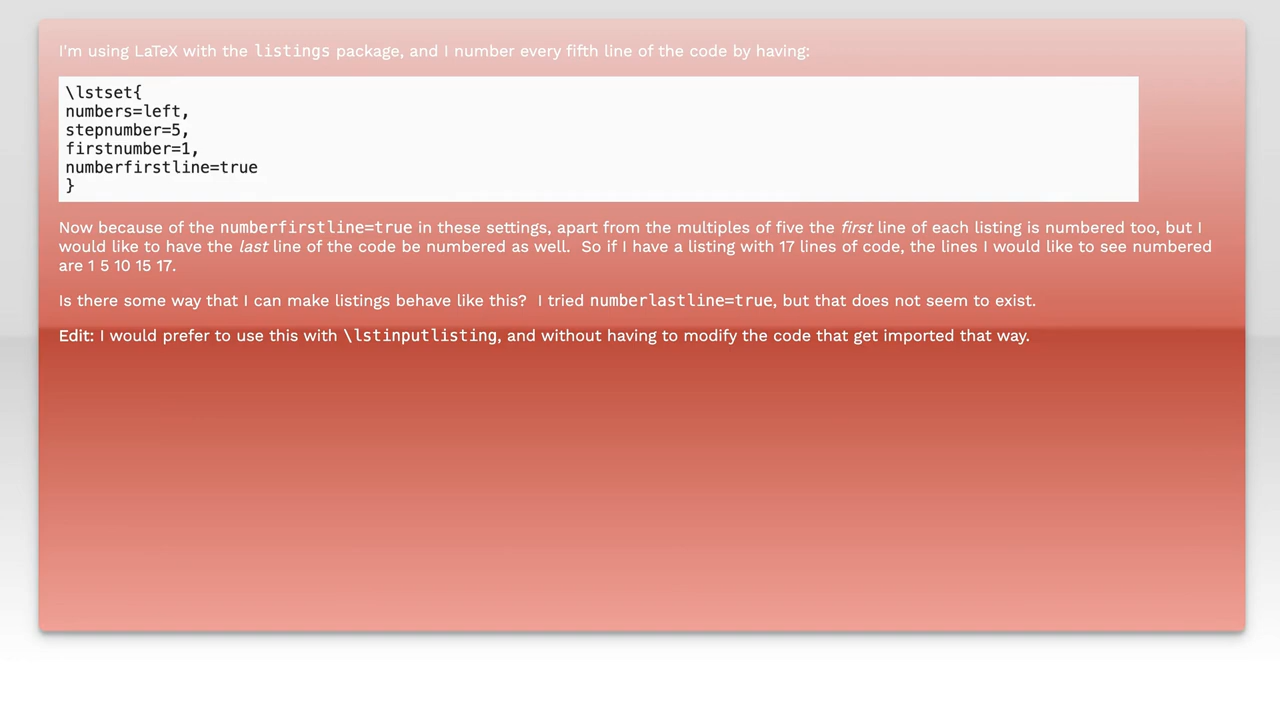 I'm using LaTeX with the listings package, and I number every fifth line of the code by having:
\lstset{
numbers=left,
stepnumber=5,
firstnumber=1,
numberfirstline=true
}
Now because of the numberfirstline=true in these settings, apart from the multiples of five the first line of each listing is numbered too, but I
would like to have the last line of the code be numbered as well.  So if I have a listing with 17 lines of code, the lines I would like to see numbered
are 1 5 10 15 17.
Is there some way that I can make listings behave like this?  I tried numberlastline=true, but that does not seem to exist.
Edit: I would prefer to use this with \lstinputlisting, and without having to modify the code that get imported that way.